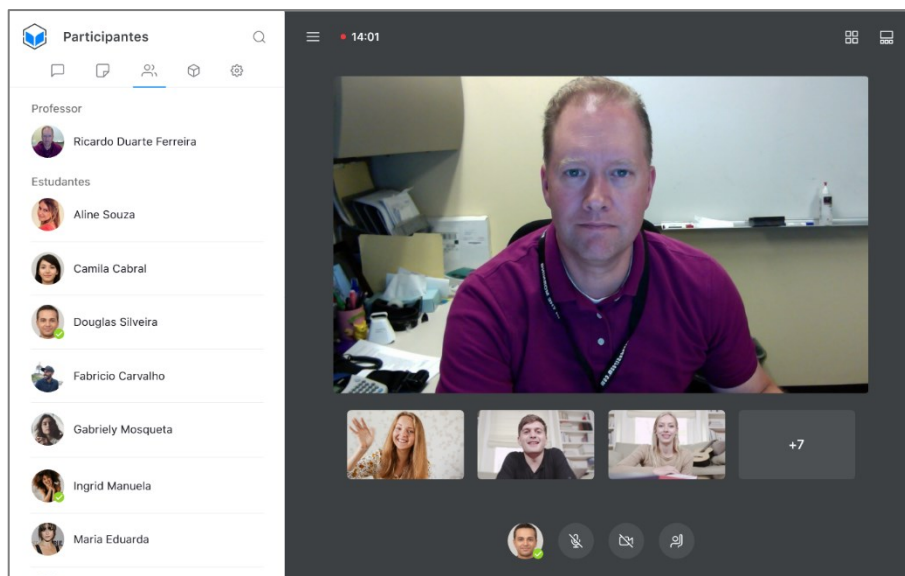 Participantes
14:01
Professor
Ricardo Duarte Ferreira
Estudantes
Aline Souza
Camila Cabral
Douglas Silveira
Fabricio Carvalho
Gabriely Mosqueta
Ingrid Manuela
Maria Eduarda
+7